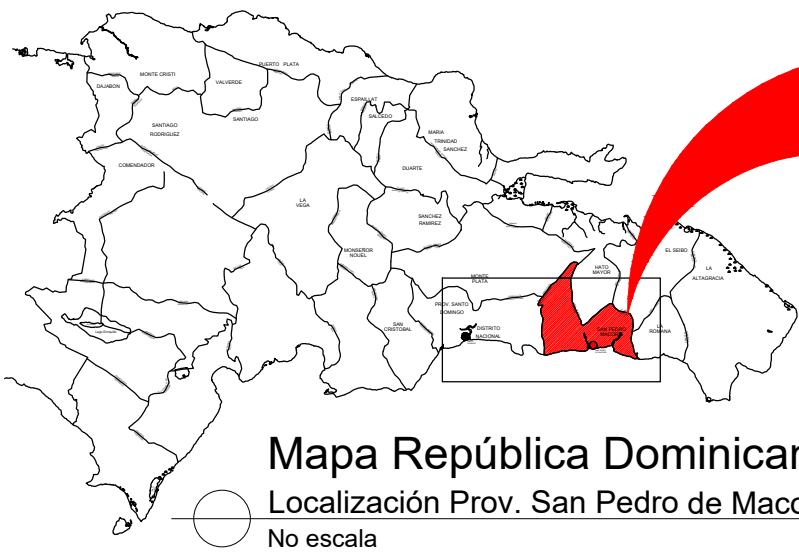 PUERTO PLATA
MONTE CRISTI
VALVERDE
DAJABON
ESPAILLAT
SALCEDO
SANTIAGO
SANTIAGO
RODRIGUEZ
MARIA
TRINIDAD
SANCHEZ
COMENDADOR
DUARTE
LA
VEGA
SANCHEZ
RAMIREZ
MONSEÑOR
NOUEL
EL SEIBO
HATO
MAYOR
LA
ALTAGRACIA
MONTE
PLATA
PROV. SANTO
DOMINGO
SAN
CRISTOBAL
DISTRITO
NACIONAL
SAN PEDRO
MACORIS
LA
ROMANA
Mapa República Dominican
Localización Prov. San Pedro de Maco
No escala